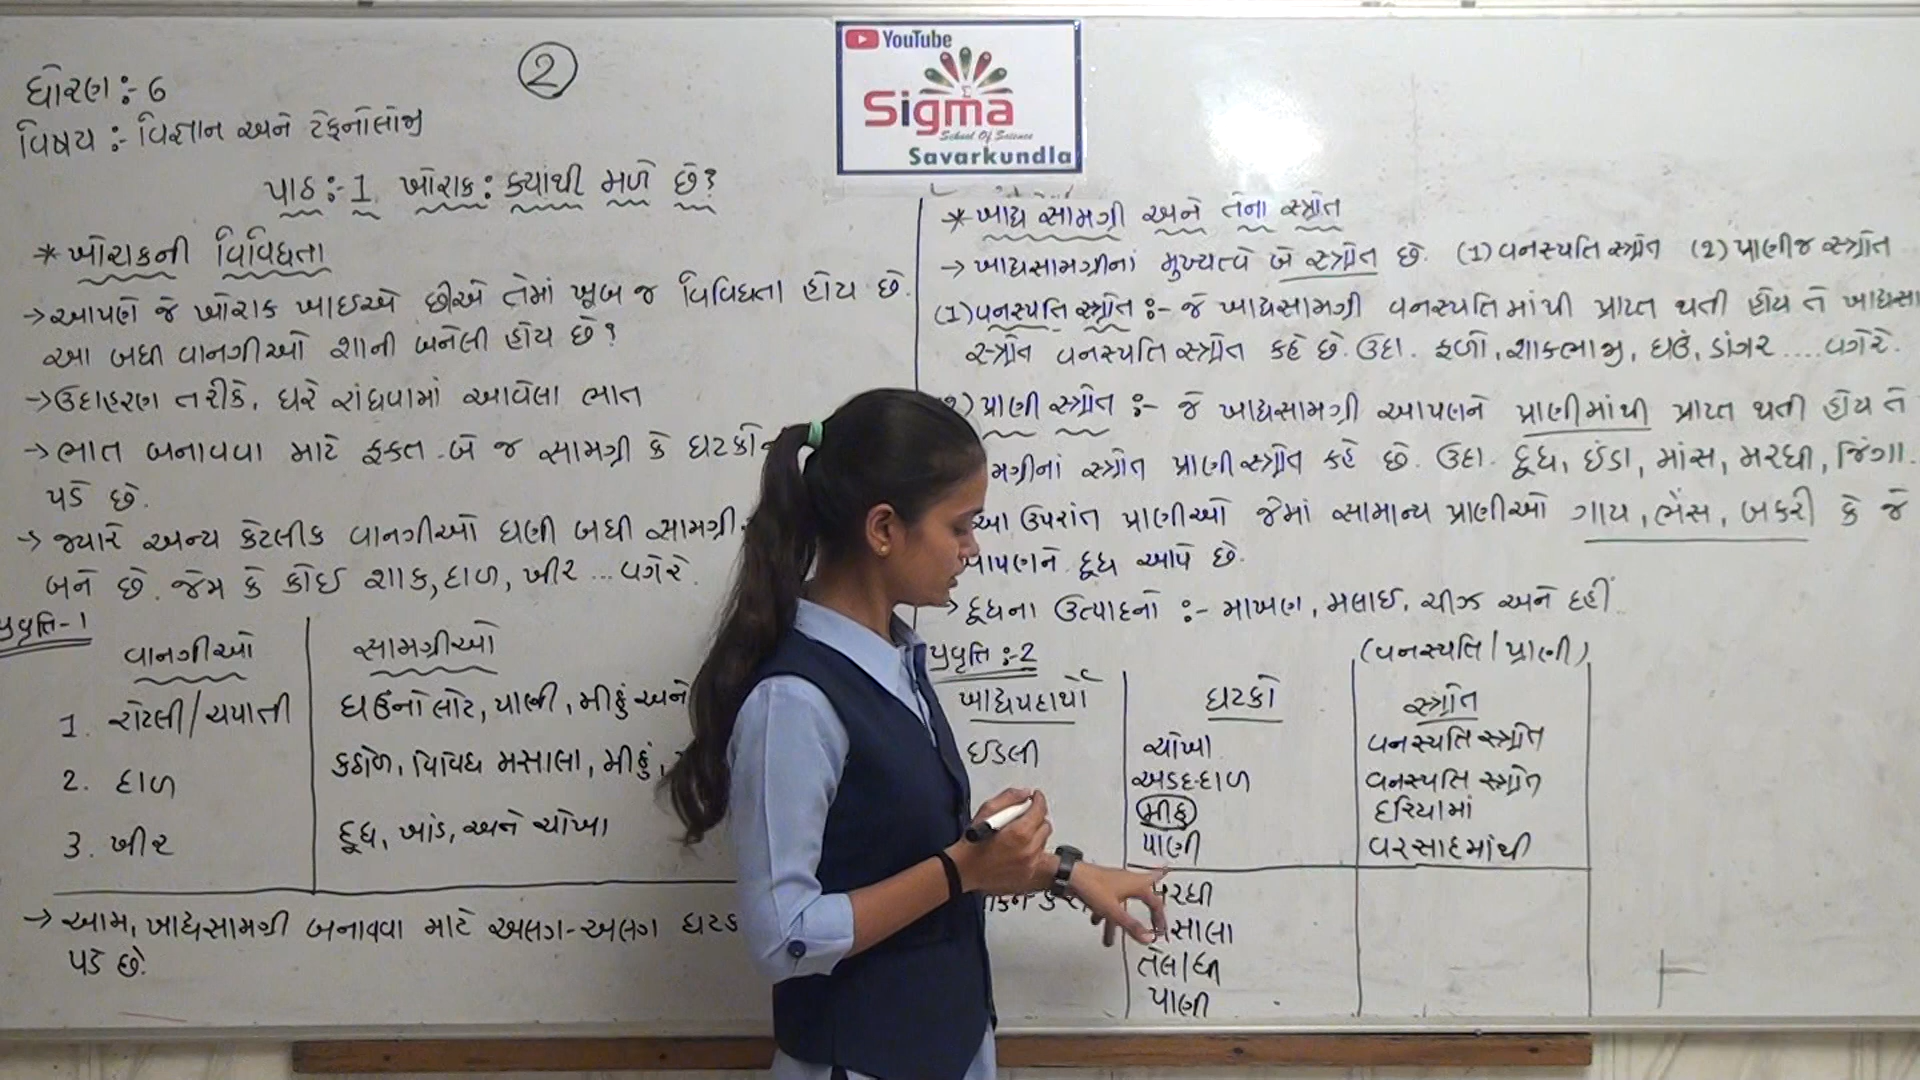 YouTube
Sigma
School Of Science
Savarkundla
2
ધોરણ :- 6
વિષય :- વિજ્ઞાન અને ટેક્નોલોજી
પાઠ :- 1 ખોરાક : ક્યાંથી મળે છે?
* ખોરાકની વિવિધતા
→ આપણે જે ખોરાક ખાઈએ છીએ તેમાં ખૂબ જ વિવિધતા હોય છે.
આ બધી વાનગીઓ શાની બનેલી હોય છે?
→ ઉદાહરણ તરીકે, ઘરે રાંધવામાં આવેલા ભાત
→ ભાત બનાવવા માટે ફક્ત બે જ સામગ્રી કે
પડે છે.
→ જ્યારે અન્ય કેટલીક વાનગીઓ ઘણી બધી સામગ્રી
બને છે. જેમ કે કોઈ શાક, દાળ, ખીર ... વગેરે.
પ્રવૃત્તિ-1
વાનગીઓ સામગ્રીઓ
1. રોટલી/ચપાતી ઘઉંનો લોટ, પાણી, મીઠું અને
2. દાળ કઠોળ, વિવિધ મસાલા, મીઠું,
3. ખીર દૂધ, ખાંડ, અને ચોખા
→ આમ, ખાદ્યસામગ્રી બનાવવા માટે અલગ-અલગ ઘટક
પડે છે.
* ખાદ્ય સામગ્રી અને તેના સ્ત્રોત
→ ખાદ્યસામગ્રીનાં મુખ્યત્વે બે સ્ત્રોત છે. (1) વનસ્પતિ સ્ત્રોત (2) પ્રાણીજ સ્ત્રોત
(1) વનસ્પતિ સ્ત્રોત :- જે ખાદ્યસામગ્રી વનસ્પતિમાંથી પ્રાપ્ત થતી હોય તે ખાદ્યસા
સ્ત્રોત વનસ્પતિ સ્ત્રોત કહે છે. ઉદા. ફળો, શાકભાજી, ઘઉં, ડાંગર .... વગેરે.
2) પ્રાણી સ્ત્રોત :- જે ખાદ્યસામગ્રી આપણને પ્રાણીમાંથી પ્રાપ્ત થતી હોય તે
મગ્રીનાં સ્ત્રોત પ્રાણી સ્ત્રોત કહે છે. ઉદા. દૂધ, ઈંડા, માંસ, મરઘી, જિંગા.
આ ઉપરાંત પ્રાણીઓ જેમાં સામાન્ય પ્રાણીઓ ગાય, ભેંસ, બકરી કે જે
આપણને દૂધ આપે છે.
→ દૂધના ઉત્પાદનો :- માખણ, મલાઈ, ચીઝ અને દહીં
પ્રવૃત્તિ :-2 (વનસ્પતિ/પ્રાણી)
ખાદ્યપદાર્થો ઘટકો સ્ત્રોત
ઈડલી ચોખા વનસ્પતિ સ્ત્રોત
અડદ-દાળ વનસ્પતિ સ્ત્રોત
મીઠુ દરિયામાં
પાણી વરસાદમાંથી
મરઘી
મસાલા
તેલ/ઘી
પાણી